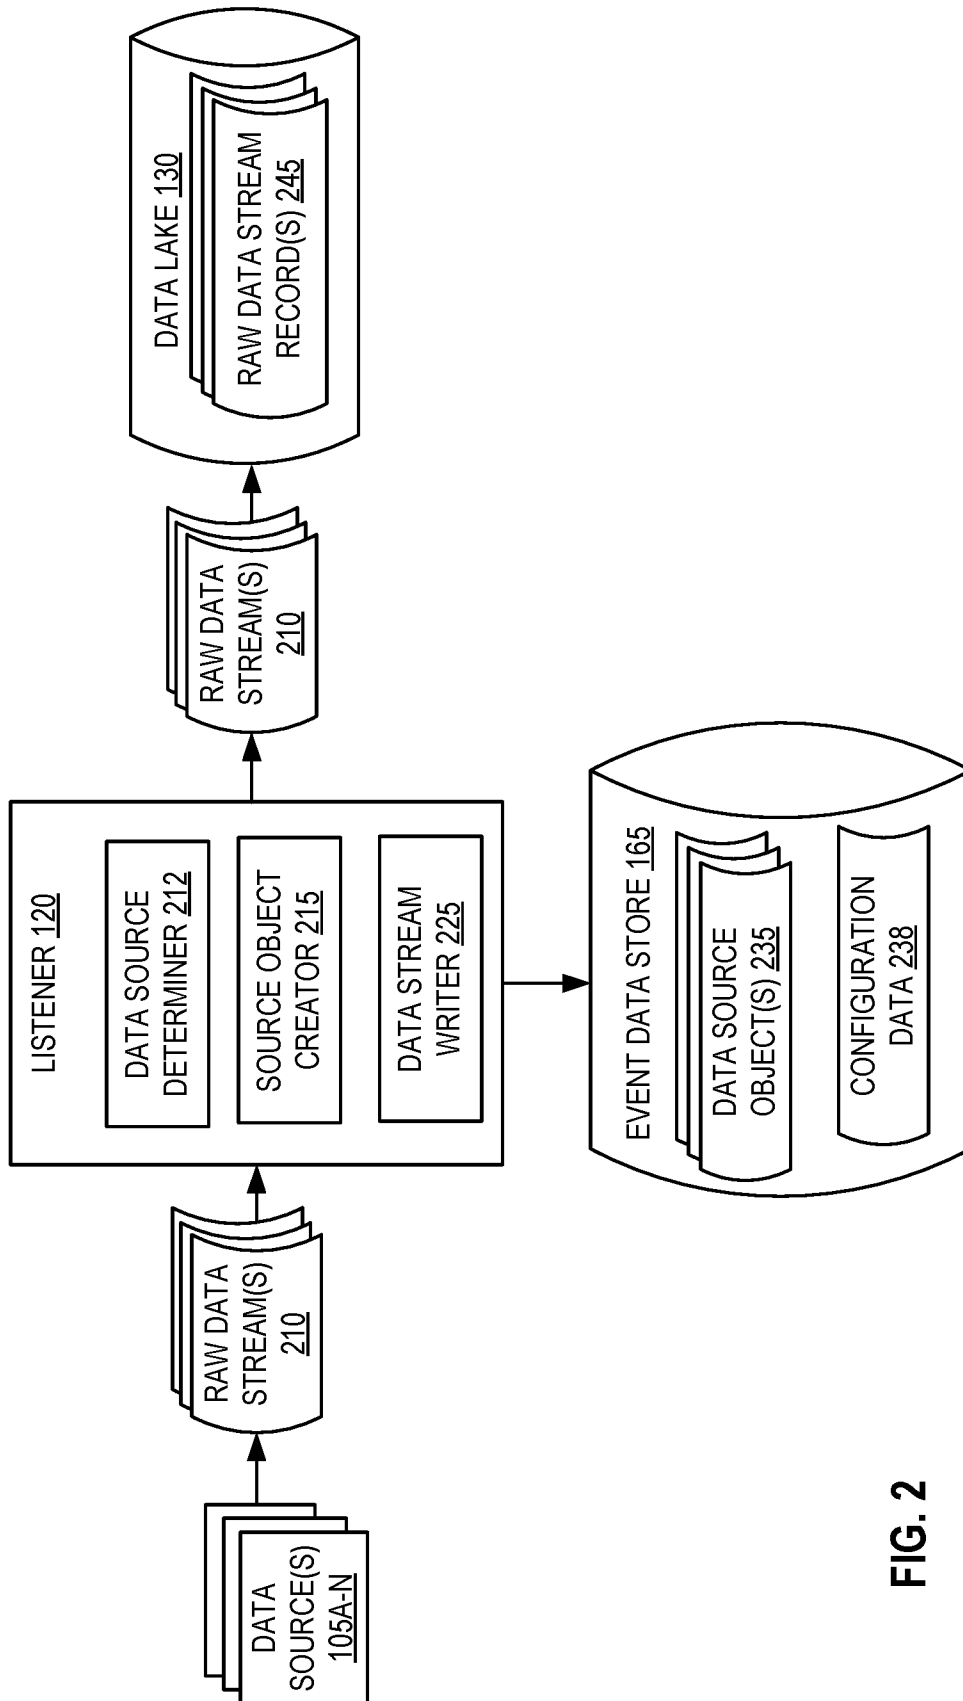 DATA
SOURCE(S)
105A-N
RAW DATA
STREAM(S)
210
LISTENER 120
DATA SOURCE
DETERMINER 212
SOURCE OBJECT
CREATOR 215
DATA STREAM
WRITER 225
RAW DATA
STREAM(S)
210
DATA LAKE 130
RAW DATA STREAM
RECORD(S) 245
EVENT DATA STORE 165
DATA SOURCE
OBJECT(S) 235
CONFIGURATION
DATA 238
FIG. 2